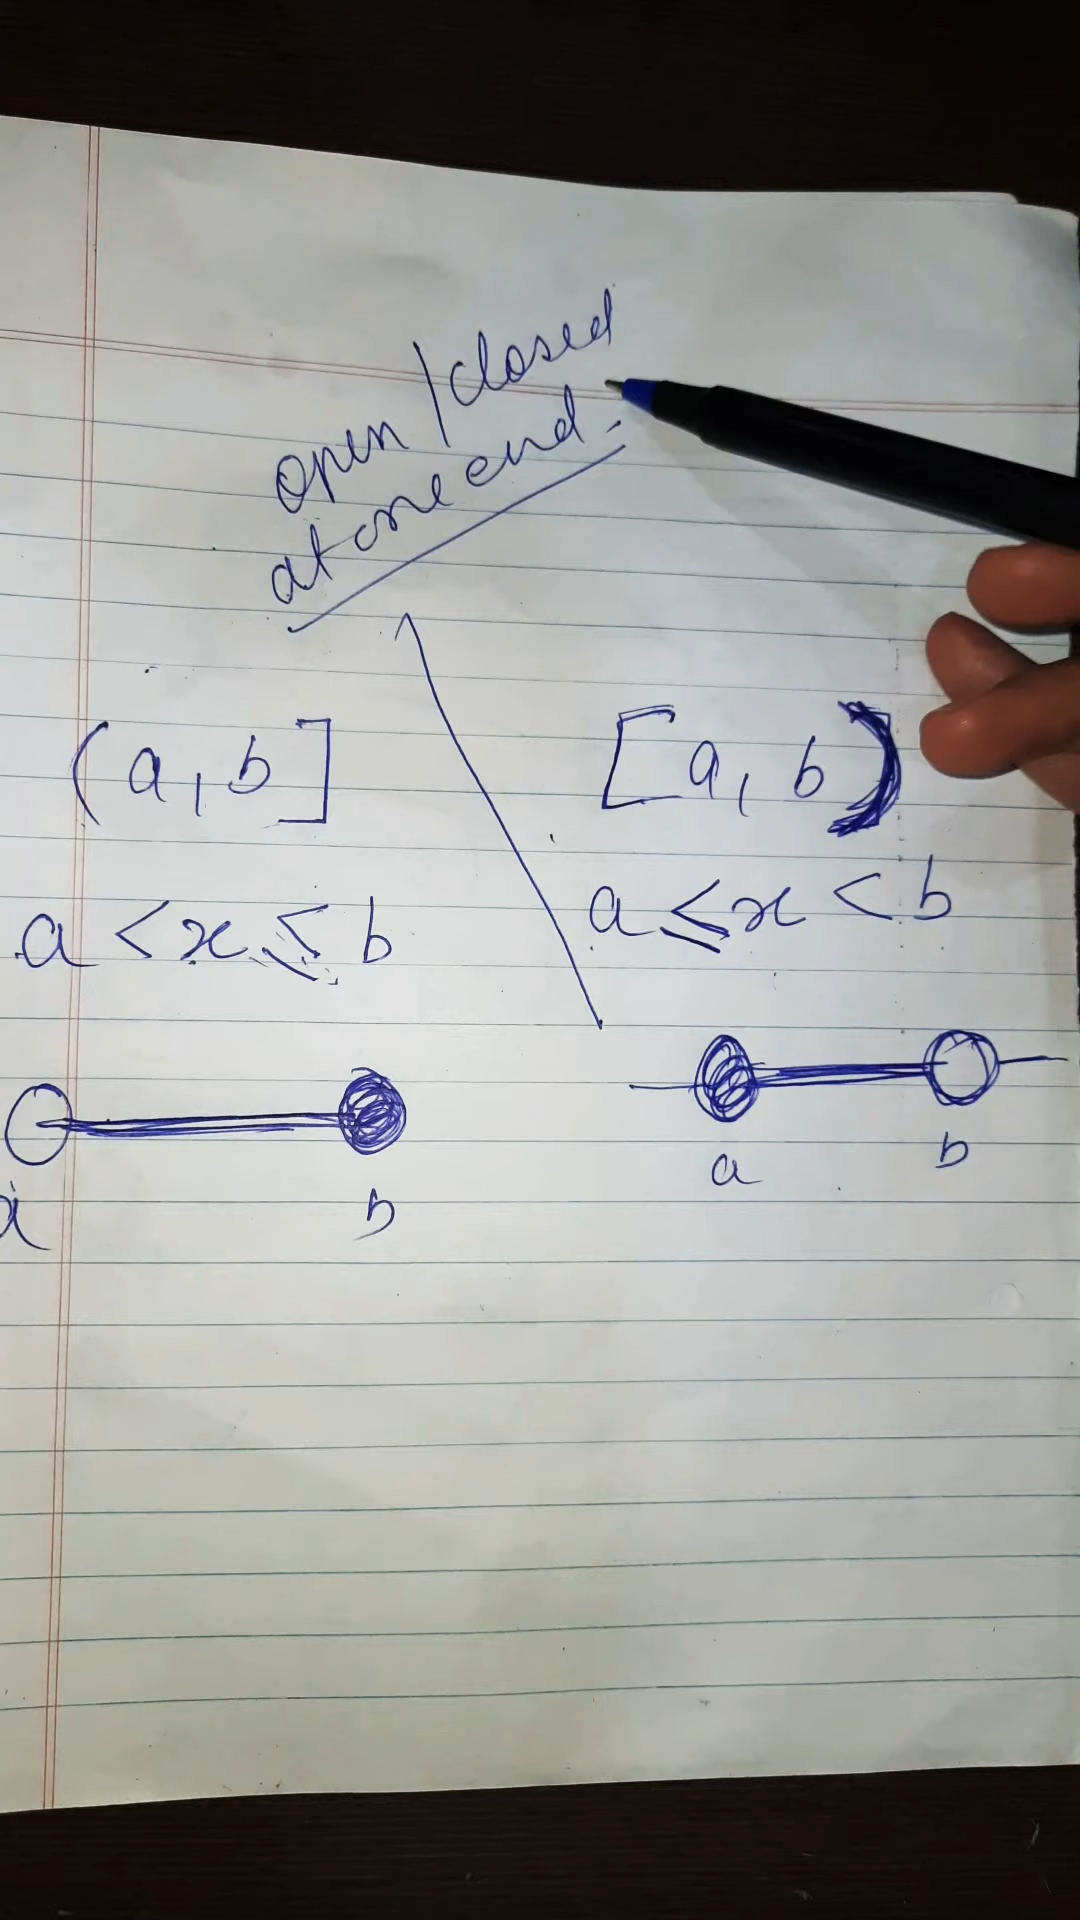 open/closed
at one end.
(a, b]
a < x ≤ b
a b
[a, b)
a ≤ x < b
a b